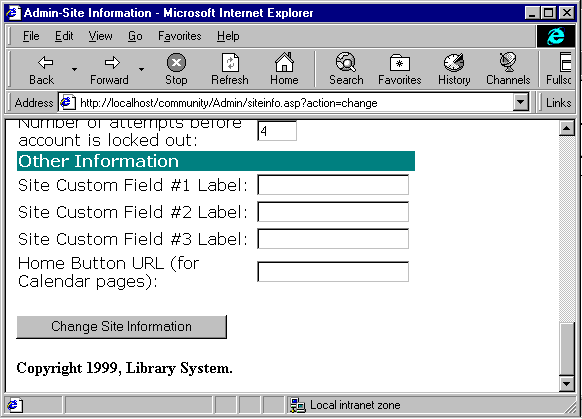 Admin-Site Information - Microsoft Internet Explorer
File Edit View Go Favorites Help
Back Forward Stop Refresh Home Search Favorites History Channels Fullsc
Address http://localhost/community/Admin/siteinfo.asp?action=change Links
Number of attempts before
account is locked out: 4
Other Information
Site Custom Field #1 Label:
Site Custom Field #2 Label:
Site Custom Field #3 Label:
Home Button URL (for
Calendar pages):
Change Site Information
Copyright 1999, Library System.
Local intranet zone